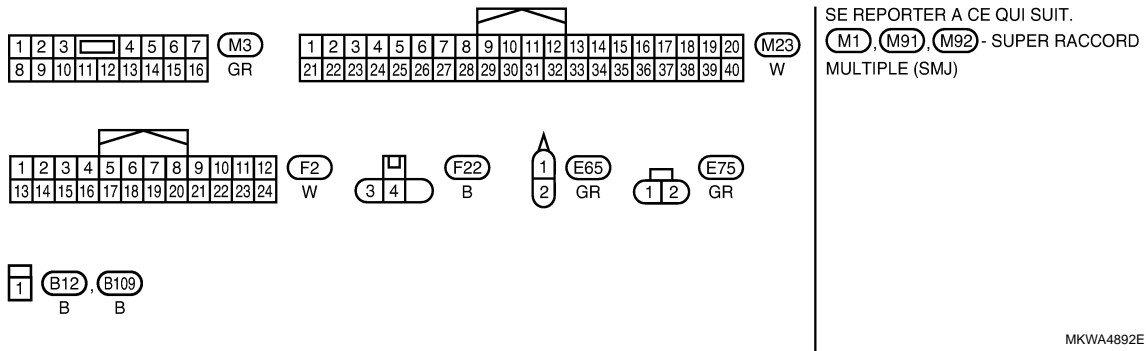 1 2 3 4 5 6 7 M3
8 9 10 11 12 13 14 15 16 GR
1 2 3 4 5 6 7 8 9 10 11 12 13 14 15 16 17 18 19 20 M23
21 22 23 24 25 26 27 28 29 30 31 32 33 34 35 36 37 38 39 40 W
1 2 3 4 5 6 7 8 9 10 11 12 F2
13 14 15 16 17 18 19 20 21 22 23 24 W
3 4 F22
B
1 E65
2 GR
1 2 E75
GR
1 B12, B109
B B
SE REPORTER A CE QUI SUIT.
M1, M91, M92 - SUPER RACCORD
MULTIPLE (SMJ)
MKWA4892E